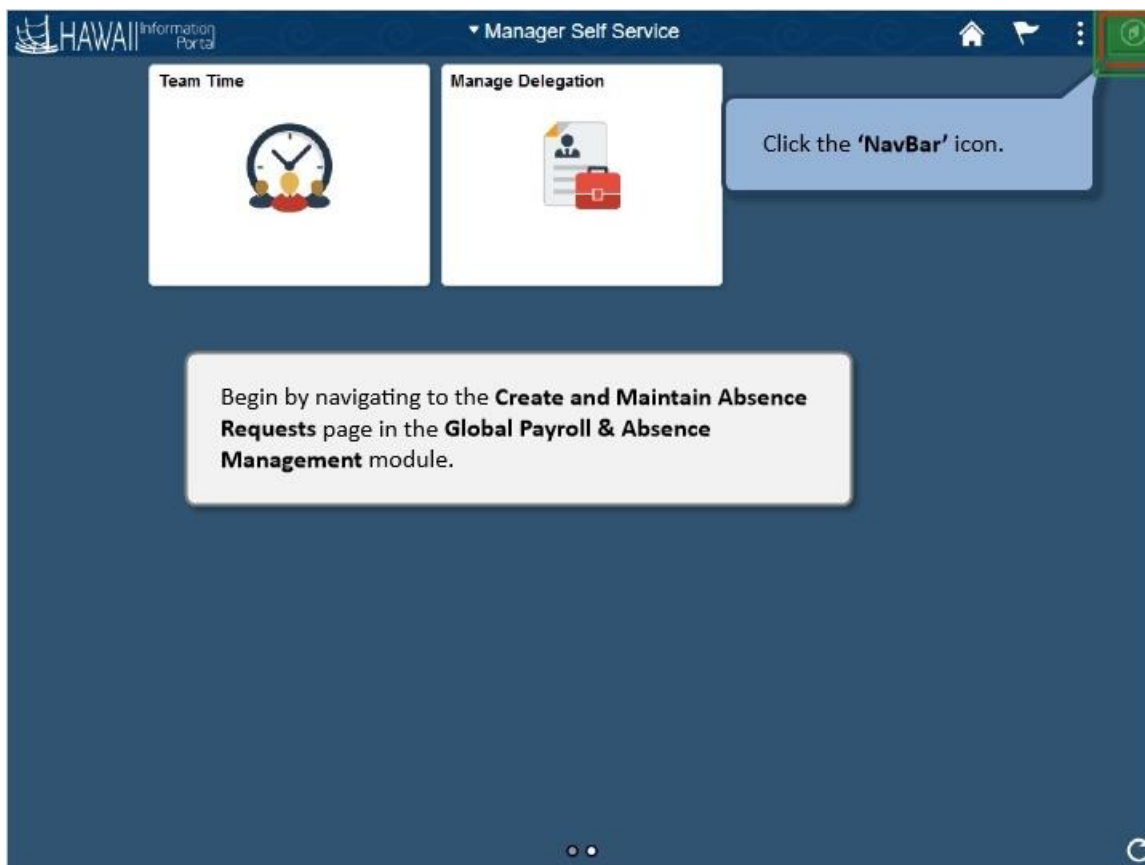 HAWAII Information Portal
▾ Manager Self Service
Team Time
Manage Delegation
Click the ‘NavBar’ icon.
Begin by navigating to the Create and Maintain Absence
Requests page in the Global Payroll & Absence
Management module.